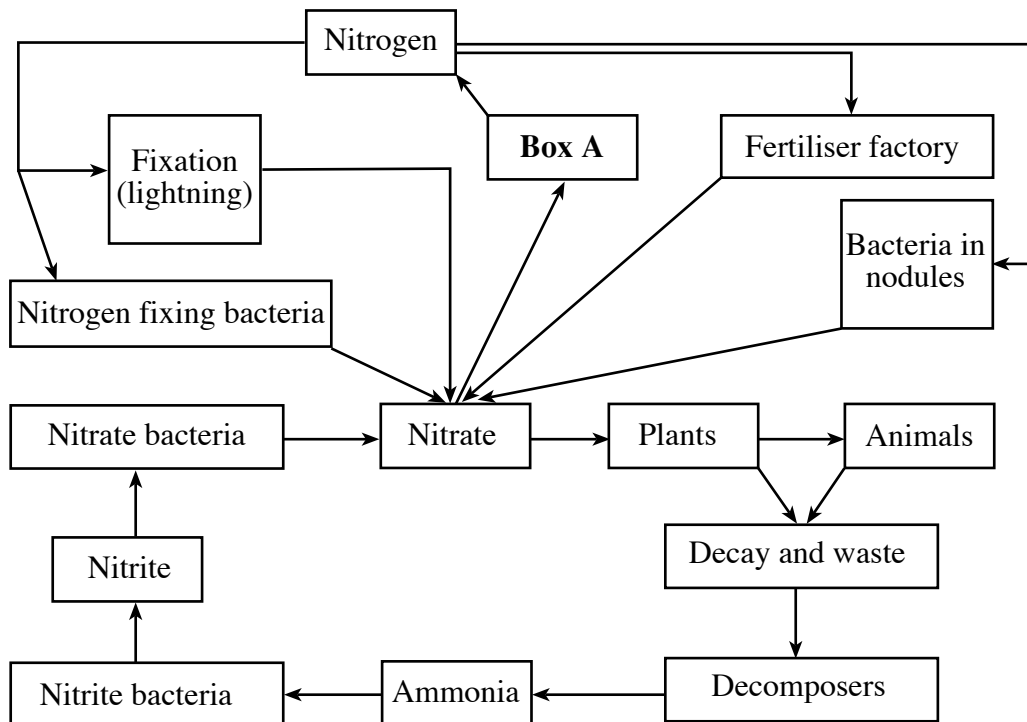 Nitrogen
Fixation
(lightning)
Box A
Fertiliser factory
Bacteria in
nodules
Nitrogen fixing bacteria
Nitrate bacteria
Nitrate
Plants
Animals
Nitrite
Decay and waste
Nitrite bacteria
Ammonia
Decomposers